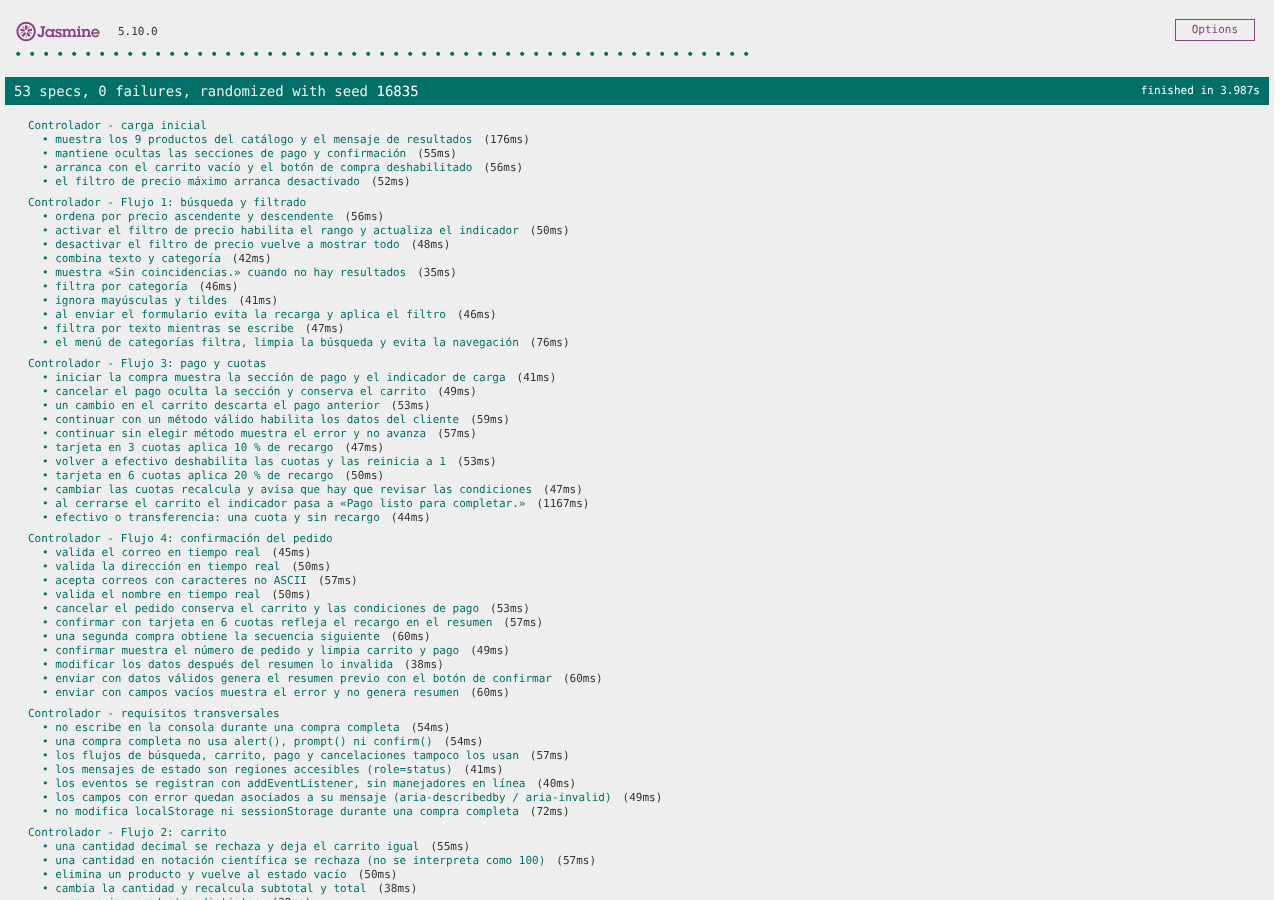 Jasmine 5.10.0
Options
53 specs, 0 failures, randomized with seed 16835
finished in 3.987s
Controlador - carga inicial
• muestra los 9 productos del catálogo y el mensaje de resultados (176ms)
• mantiene ocultas las secciones de pago y confirmación (55ms)
• arranca con el carrito vacío y el botón de compra deshabilitado (56ms)
• el filtro de precio máximo arranca desactivado (52ms)
Controlador - Flujo 1: búsqueda y filtrado
• ordena por precio ascendente y descendente (56ms)
• activar el filtro de precio habilita el rango y actualiza el indicador (50ms)
• desactivar el filtro de precio vuelve a mostrar todo (48ms)
• combina texto y categoría (42ms)
• muestra «Sin coincidencias.» cuando no hay resultados (35ms)
• filtra por categoría (46ms)
• ignora mayúsculas y tildes (41ms)
• al enviar el formulario evita la recarga y aplica el filtro (46ms)
• filtra por texto mientras se escribe (47ms)
• el menú de categorías filtra, limpia la búsqueda y evita la navegación (76ms)
Controlador - Flujo 3: pago y cuotas
• iniciar la compra muestra la sección de pago y el indicador de carga (41ms)
• cancelar el pago oculta la sección y conserva el carrito (49ms)
• un cambio en el carrito descarta el pago anterior (53ms)
• continuar con un método válido habilita los datos del cliente (59ms)
• continuar sin elegir método muestra el error y no avanza (57ms)
• tarjeta en 3 cuotas aplica 10 % de recargo (47ms)
• volver a efectivo deshabilita las cuotas y las reinicia a 1 (53ms)
• tarjeta en 6 cuotas aplica 20 % de recargo (50ms)
• cambiar las cuotas recalcula y avisa que hay que revisar las condiciones (47ms)
• al cerrarse el carrito el indicador pasa a «Pago listo para completar.» (1167ms)
• efectivo o transferencia: una cuota y sin recargo (44ms)
Controlador - Flujo 4: confirmación del pedido
• valida el correo en tiempo real (45ms)
• valida la dirección en tiempo real (50ms)
• acepta correos con caracteres no ASCII (57ms)
• valida el nombre en tiempo real (50ms)
• cancelar el pedido conserva el carrito y las condiciones de pago (53ms)
• confirmar con tarjeta en 6 cuotas refleja el recargo en el resumen (57ms)
• una segunda compra obtiene la secuencia siguiente (60ms)
• confirmar muestra el número de pedido y limpia carrito y pago (49ms)
• modificar los datos después del resumen lo invalida (38ms)
• enviar con datos válidos genera el resumen previo con el botón de confirmar (60ms)
• enviar con campos vacíos muestra el error y no genera resumen (60ms)
Controlador - requisitos transversales
• no escribe en la consola durante una compra completa (54ms)
• una compra completa no usa alert(), prompt() ni confirm() (54ms)
• los flujos de búsqueda, carrito, pago y cancelaciones tampoco los usan (57ms)
• los mensajes de estado son regiones accesibles (role=status) (41ms)
• los eventos se registran con addEventListener, sin manejadores en línea (40ms)
• los campos con error quedan asociados a su mensaje (aria-describedby / aria-invalid) (49ms)
• no modifica localStorage ni sessionStorage durante una compra completa (72ms)
Controlador - Flujo 2: carrito
• una cantidad decimal se rechaza y deja el carrito igual (55ms)
• una cantidad en notación científica se rechaza (no se interpreta como 100) (57ms)
• elimina un producto y vuelve al estado vacío (50ms)
• cambia la cantidad y recalcula subtotal y total (38ms)